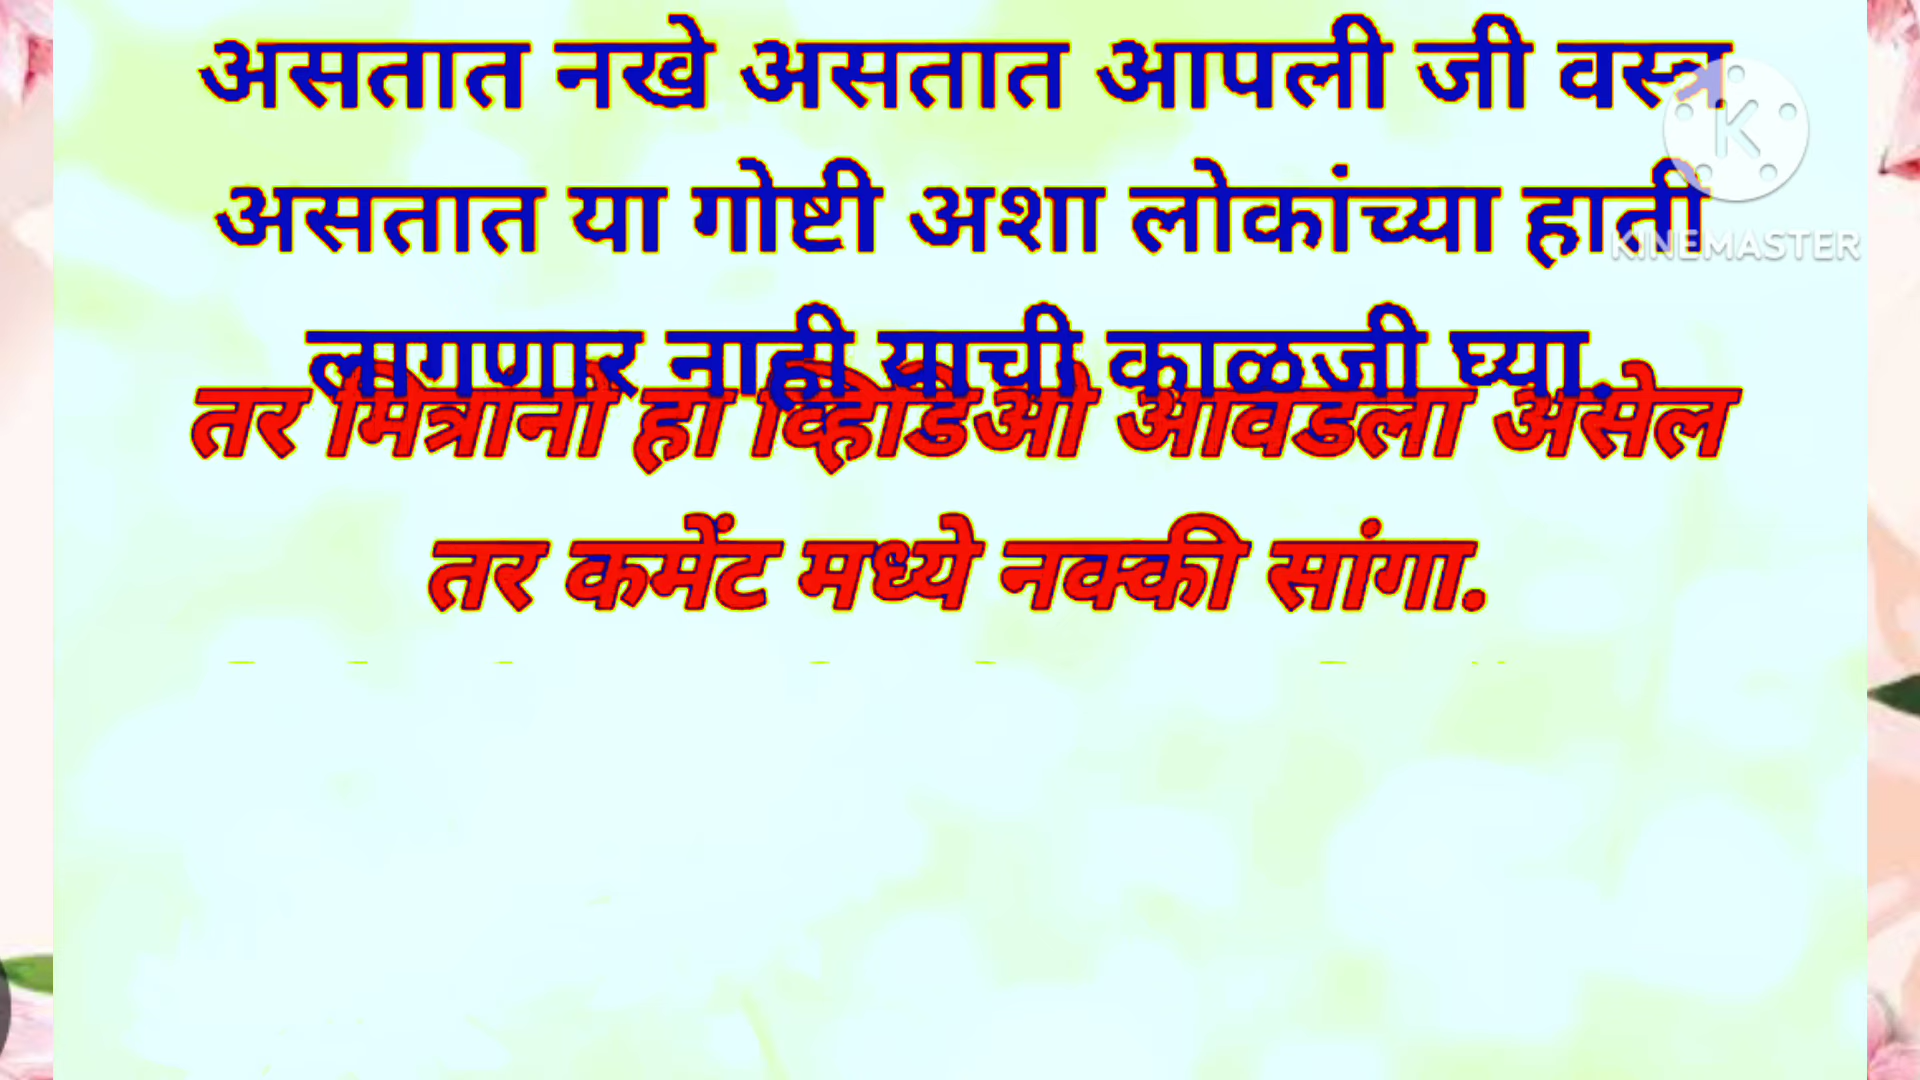 असतात नखे असतात आपली जी वस्त्र
असतात या गोष्टी अशा लोकांच्या हाती
K
KINEMASTER
लागणार नाही याची काळजी घ्या.
तर मित्रांनो हा व्हिडिओ आवडला असेल
तर कमेंट मध्ये नक्की सांगा.